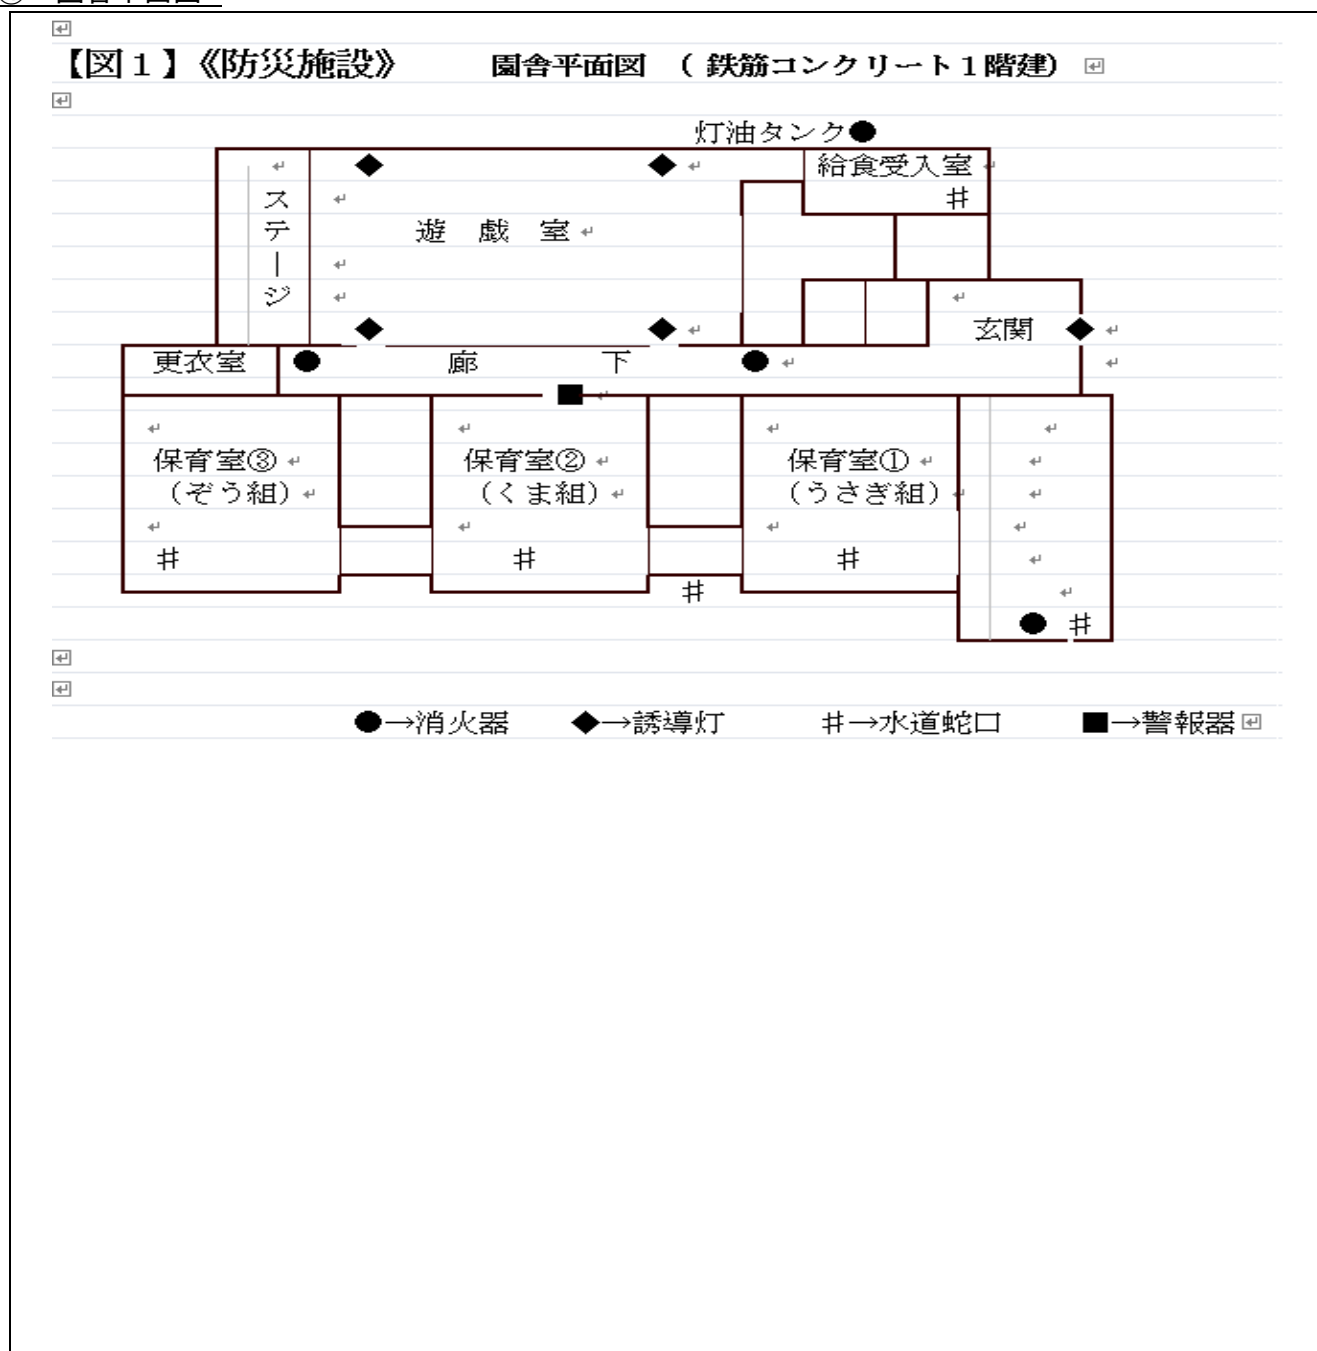 【図１】《防災施設》　園舎平面図　（ 鉄筋コンクリート１階建）
灯油タンク●
給食受入室
♯
ステージ
遊　戯　室
玄関
更衣室
廊　下
保育室③
（ぞう組）
♯
保育室②
（くま組）
♯
♯
保育室①
（うさぎ組）
♯
● ♯
●→消火器　◆→誘導灯　♯→水道蛇口　■→警報器